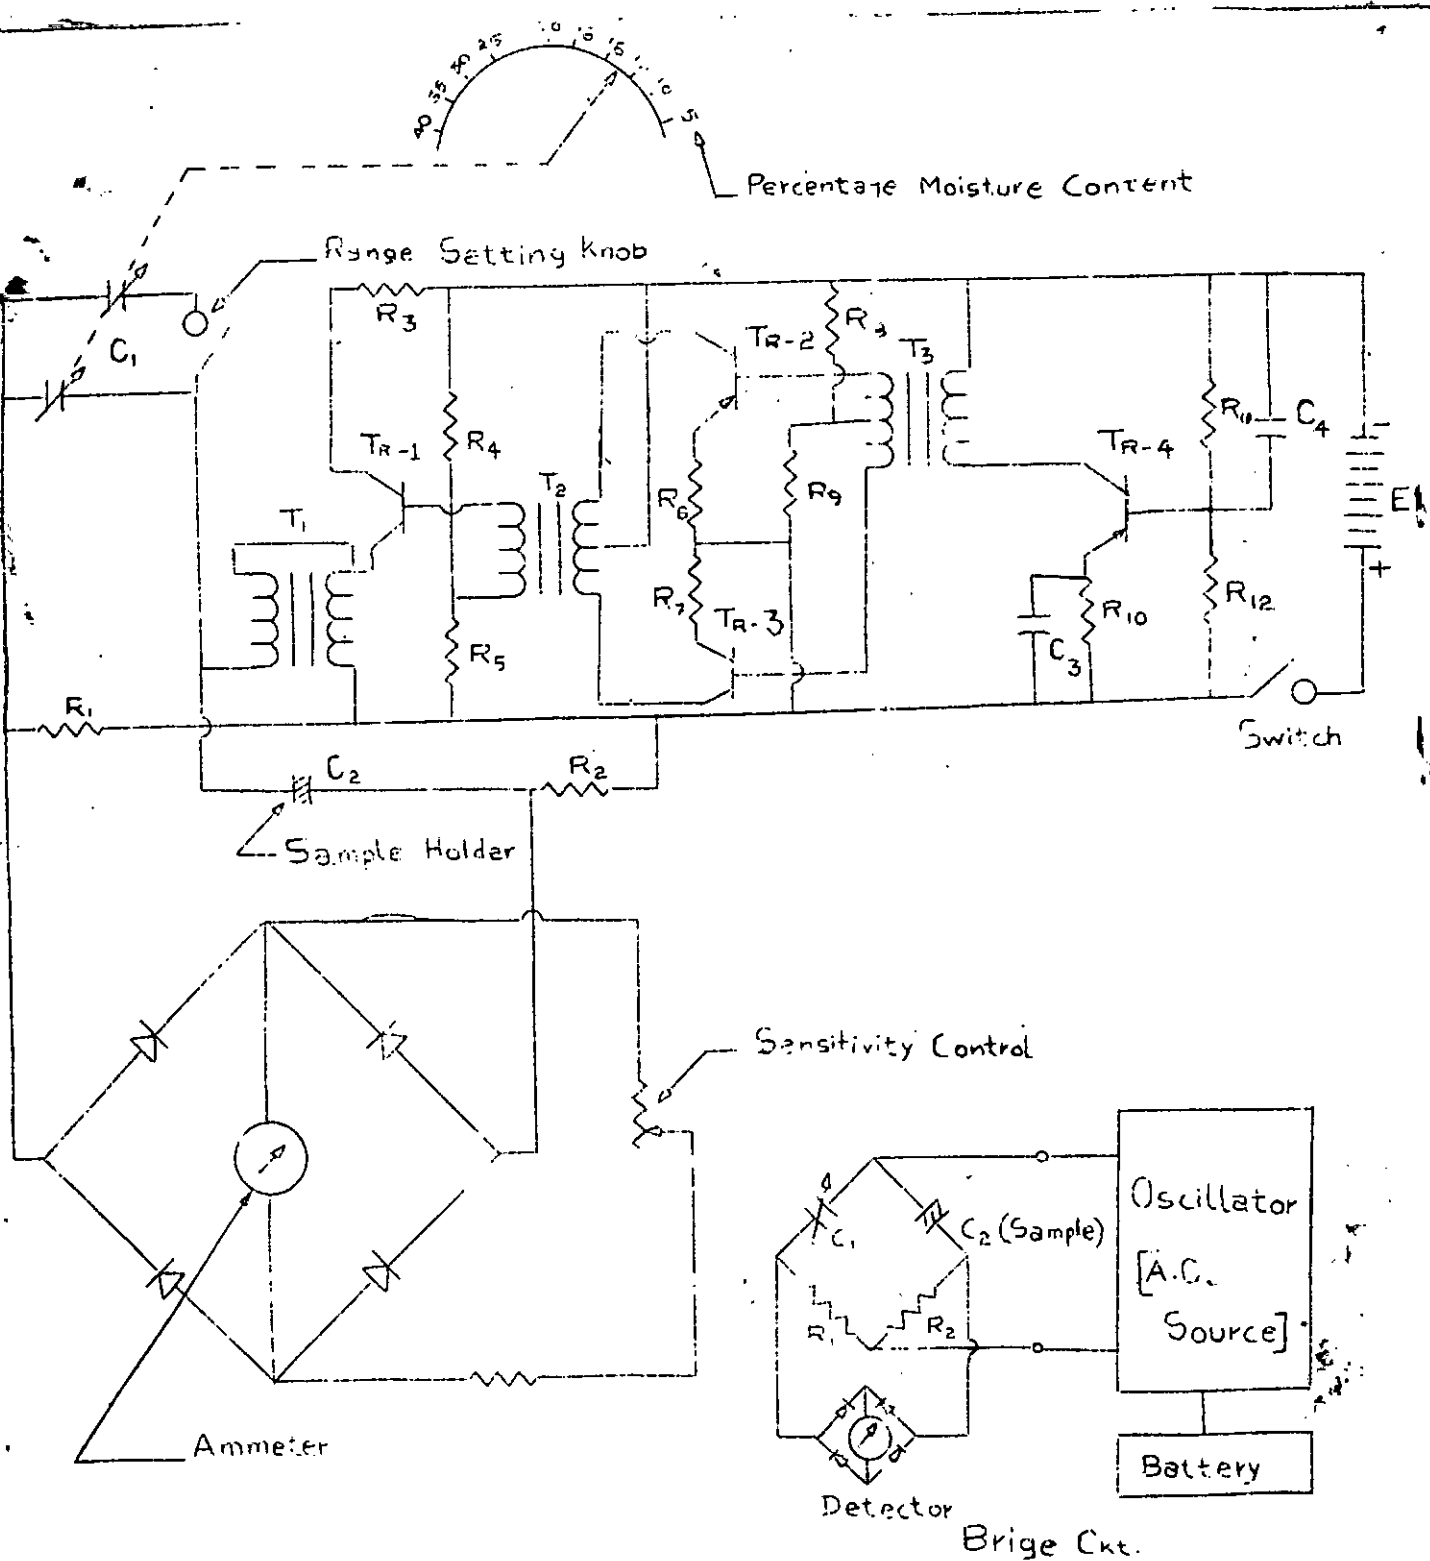 40 35 30 25
10
5
Percentage Moisture Content
Range Setting Knob
R3
C1
TR-2
T3
TR-1
R4
T2
R6
R9
TR-4
R11
C4
E
-
+
T1
R7
TR-3
R5
R10
R12
C3
R1
Switch
C2
R2
Sample Holder
Sensitivity Control
Oscillator
[A.C.
Source]
C1
C2 (Sample)
R1
R2
Ammeter
Battery
Detector
Brige Ckt.